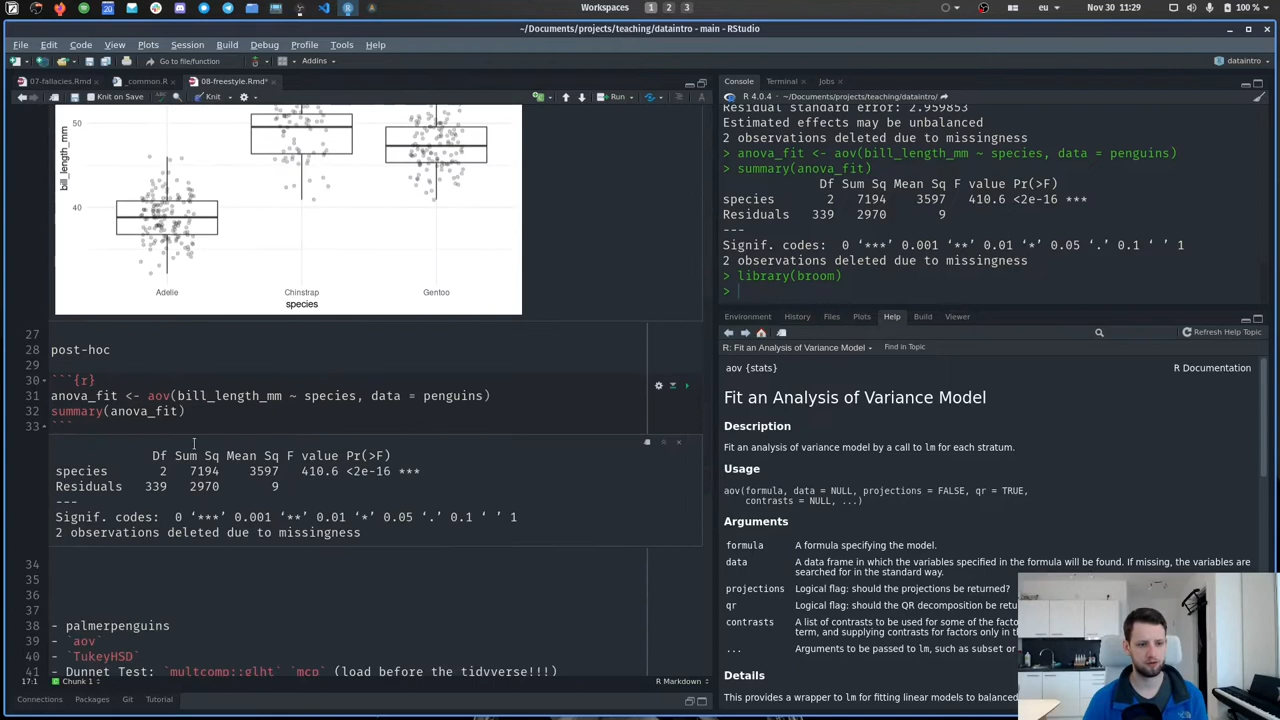 Workspaces 1 2 3
eu
Nov 30 11:29
100 %
~/Documents/projects/teaching/dataintro - main - RStudio
File Edit Code View Plots Session Build Debug Profile Tools Help
Go to file/function
Addins
dataintro
07-fallacies.Rmd
_common.R
08-freestyle.Rmd*
Knit on Save
Knit
Run
50
40
bill_length_mm
Adelie Chinstrap Gentoo
species
27
28 post-hoc
29
30 ```{r}
31 anova_fit <- aov(bill_length_mm ~ species, data = penguins)
32 summary(anova_fit)
33 ```
Df Sum Sq Mean Sq F value Pr(>F)
species 2 7194 3597 410.6 <2e-16 ***
Residuals 339 2970 9
---
Signif. codes: 0 ‘***’ 0.001 ‘**’ 0.01 ‘*’ 0.05 ‘.’ 0.1 ‘ ’ 1
2 observations deleted due to missingness
34
35
36
37
38 - palmerpenguins
39 - `aov`
40 - `TukeyHSD`
41 - Dunnet Test: `multcomp::glht` `mcp` (load before the tidyverse!!!)
17:1
Chunk 1
R Markdown
Connections Packages Git Tutorial
Console Terminal Jobs
R 4.0.4 · ~/Documents/projects/teaching/dataintro/
Residual standard error: 2.959853
Estimated effects may be unbalanced
2 observations deleted due to missingness
> anova_fit <- aov(bill_length_mm ~ species, data = penguins)
> summary(anova_fit)
Df Sum Sq Mean Sq F value Pr(>F)
species 2 7194 3597 410.6 <2e-16 ***
Residuals 339 2970 9
---
Signif. codes: 0 ‘***’ 0.001 ‘**’ 0.01 ‘*’ 0.05 ‘.’ 0.1 ‘ ’ 1
2 observations deleted due to missingness
> library(broom)
>
Environment History Files Plots Help Build Viewer
Refresh Help Topic
R: Fit an Analysis of Variance Model
Find in Topic
aov {stats}
R Documentation
Fit an Analysis of Variance Model
Description
Fit an analysis of variance model by a call to lm for each stratum.
Usage
aov(formula, data = NULL, projections = FALSE, qr = TRUE,
contrasts = NULL, ...)
Arguments
formula A formula specifying the model.
data A data frame in which the variables specified in the formula will be found. If missing, the variables are
searched for in the standard way.
projections Logical flag: should the projections be returned?
qr Logical flag: should the QR decomposition be
contrasts A list of contrasts to be used for some of the
term, and supplying contrasts for factors only in
... Arguments to be passed to lm, such as subset or
Details
This provides a wrapper to lm for fitting linear models to balanced